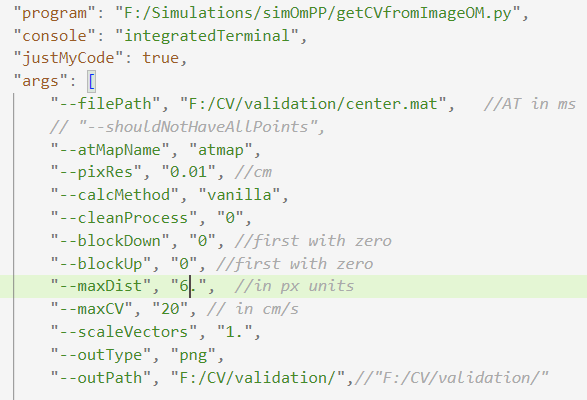 "program": "F:/Simulations/simOmPP/getCVfromImageOM.py",
"console": "integratedTerminal",
"justMyCode": true,
"args": [
"--filePath", "F:/CV/validation/center.mat", //AT in ms
// "--shouldNotHaveAllPoints",
"--atMapName", "atmap",
"--pixRes", "0.01", //cm
"--calcMethod", "vanilla",
"--cleanProcess", "0",
"--blockDown", "0", //first with zero
"--blockUp", "0", //first with zero
"--maxDist", "6.", //in px units
"--maxCV", "20", // in cm/s
"--scaleVectors", "1.",
"--outType", "png",
"--outPath", "F:/CV/validation/",//"F:/CV/validation/"